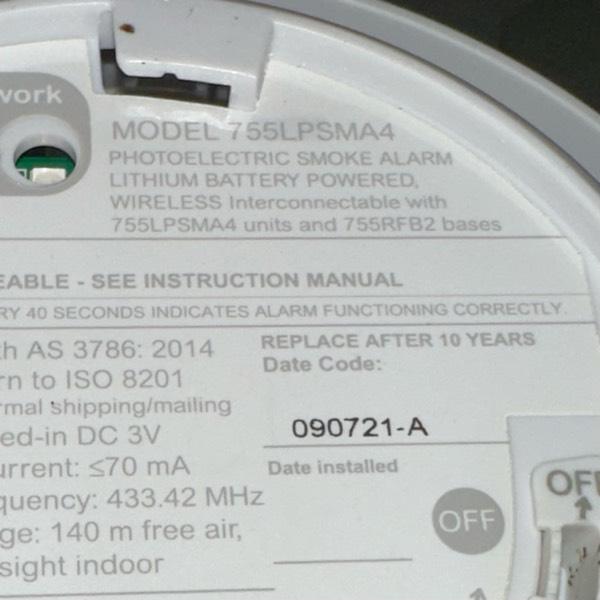 work
MODEL 755LPSMA4
PHOTOELECTRIC SMOKE ALARM
LITHIUM BATTERY POWERED,
WIRELESS Interconnectable with
755LPSMA4 units and 755RFB2 bases
EABLE - SEE INSTRUCTION MANUAL
RY 40 SECONDS INDICATES ALARM FUNCTIONING CORRECTLY.
th AS 3786: 2014
rn to ISO 8201
rmal shipping/mailing
ed-in DC 3V
urrent: ≤70 mA
quency: 433.42 MHz
ge: 140 m free air,
sight indoor
REPLACE AFTER 10 YEARS
Date Code:
090721-A
Date installed
OFF
OFF